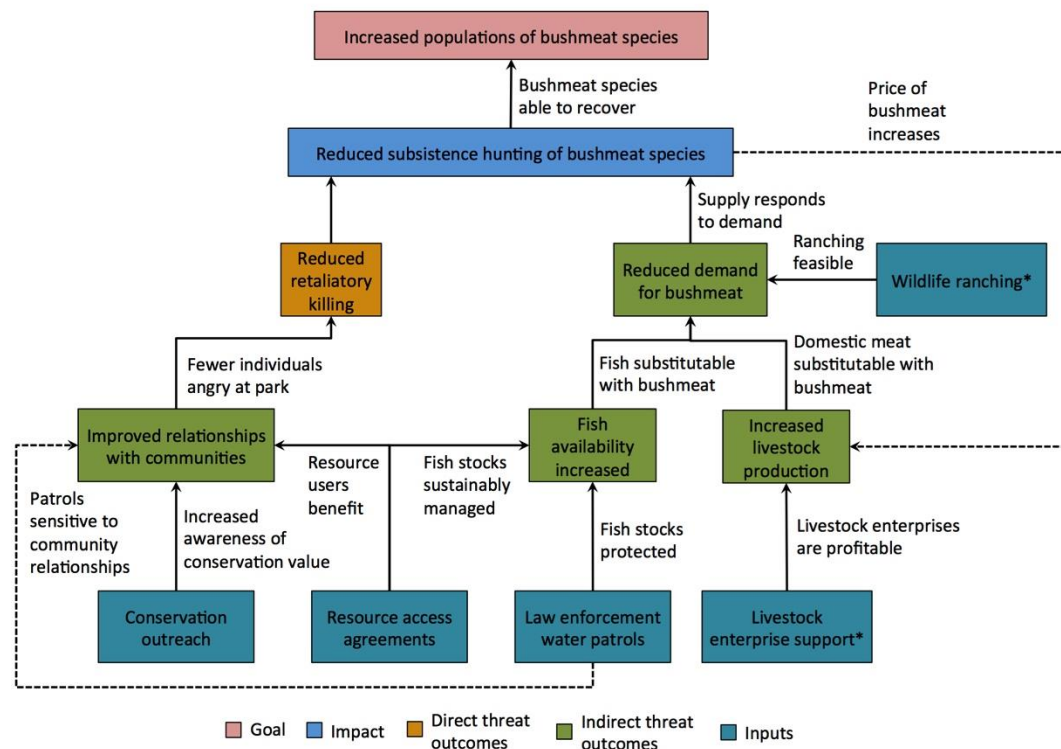 Increased populations of bushmeat species
Bushmeat species
able to recover
Price of
bushmeat
increases
Reduced subsistence hunting of bushmeat species
Supply responds
to demand
Reduced
retaliatory
killing
Reduced demand
for bushmeat
Ranching
feasible
Wildlife ranching*
Fewer individuals
angry at park
Fish substitutable
with bushmeat
Domestic meat
substitutable with
bushmeat
Improved relationships
with communities
Fish
availability
increased
Increased
livestock
production
Patrols
sensitive to
community
relationships
Increased
awareness of
conservation value
Resource
users
benefit
Fish stocks
sustainably
managed
Fish stocks
protected
Livestock enterprises
are profitable
Conservation
outreach
Resource access
agreements
Law enforcement
water patrols
Livestock
enterprise support*
Goal
Impact
Direct threat
outcomes
Indirect threat
outcomes
Inputs